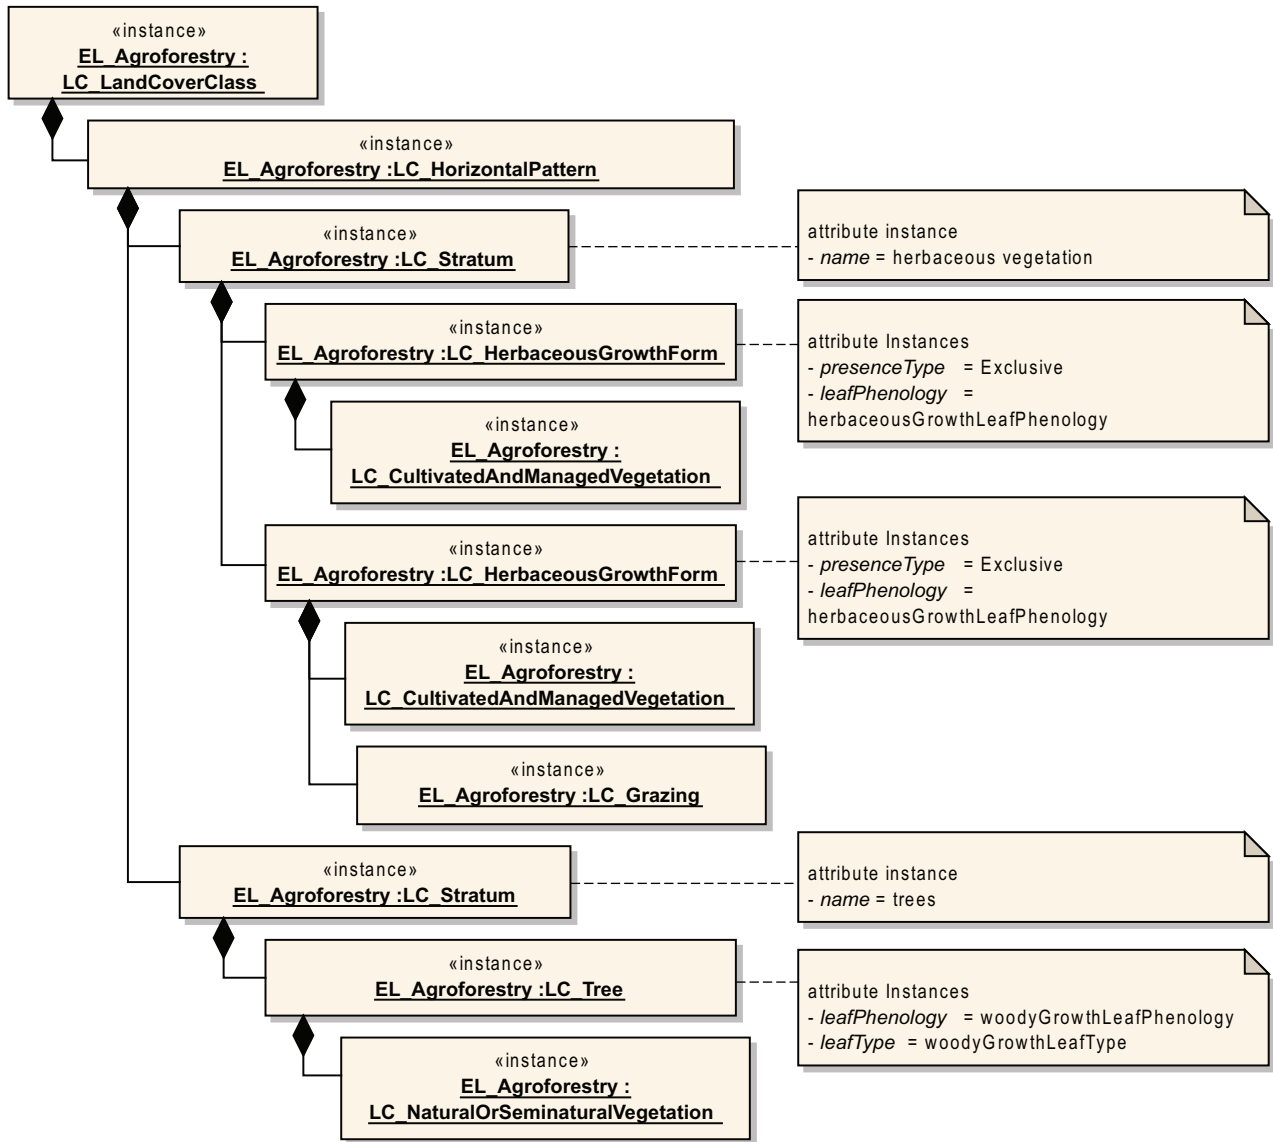 «instance»
EL_Agroforestry :
LC_LandCoverClass
«instance»
EL_Agroforestry :LC_HorizontalPattern
«instance»
EL_Agroforestry :LC_Stratum
attribute instance
- name = herbaceous vegetation
«instance»
EL_Agroforestry :LC_HerbaceousGrowthForm
attribute Instances
- presenceType = Exclusive
- leafPhenology =
herbaceousGrowthLeafPhenology
«instance»
EL_Agroforestry :
LC_CultivatedAndManagedVegetation
«instance»
EL_Agroforestry :LC_HerbaceousGrowthForm
attribute Instances
- presenceType = Exclusive
- leafPhenology =
herbaceousGrowthLeafPhenology
«instance»
EL_Agroforestry :
LC_CultivatedAndManagedVegetation
«instance»
EL_Agroforestry :LC_Grazing
«instance»
EL_Agroforestry :LC_Stratum
attribute instance
- name = trees
«instance»
EL_Agroforestry :LC_Tree
attribute Instances
- leafPhenology = woodyGrowthLeafPhenology
- leafType = woodyGrowthLeafType
«instance»
EL_Agroforestry :
LC_NaturalOrSeminaturalVegetation